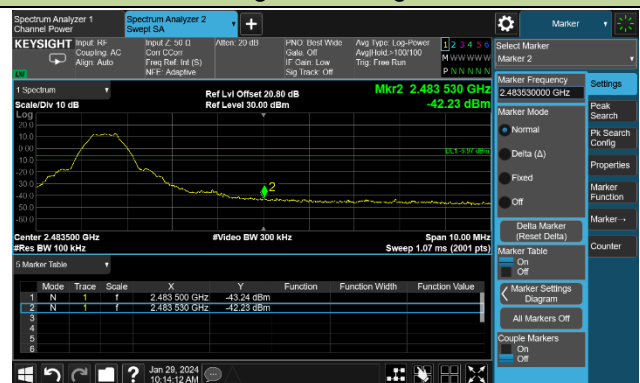 Spectrum Analyzer 1
Channel Power
Spectrum Analyzer 2
Swept SA
Marker
KEYSIGHT
Input: RF
Coupling: AC
Align: Auto
Input Z: 50 Ω
Corr CCorr
Freq Ref: Int (S)
NFE: Adaptive
Atten: 20 dB
PNO: Best Wide
Gate: Off
IF Gain: Low
Sig Track: Off
Avg Type: Log-Power
Avg|Hold:>100/100
Trig: Free Run
1 2 3 4 5 6
M W W W W W
P N N N N N
LW
Select Marker
Marker 2
1 Spectrum
Scale/Div 10 dB
Ref Lvl Offset 20.80 dB
Ref Level 30.00 dBm
Mkr2 2.483 530 GHz
-42.23 dBm
Log
20.0
10.0
0.00
-10.0
-20.0
-30.0
-40.0
-50.0
-60.0
DL1 -5.97 dBm
2
Center 2.483500 GHz
#Res BW 100 kHz
#Video BW 300 kHz
Span 10.00 MHz
Sweep 1.07 ms (2001 pts)
5 Marker Table
Mode Trace Scale X Y Function Function Width Function Value
1 N 1 f 2.483 500 GHz -43.24 dBm
2 N 1 f 2.483 530 GHz -42.23 dBm
3
4
5
6
Marker Frequency
2.483530000 GHz
Marker Mode
Normal
Delta (Δ)
Fixed
Off
Delta Marker
(Reset Delta)
Marker Table
On
Off
Marker Settings
Diagram
All Markers Off
Couple Markers
On
Off
Settings
Peak
Search
Pk Search
Config
Properties
Marker
Function
Marker→
Counter
Jan 29, 2024
10:14:12 AM